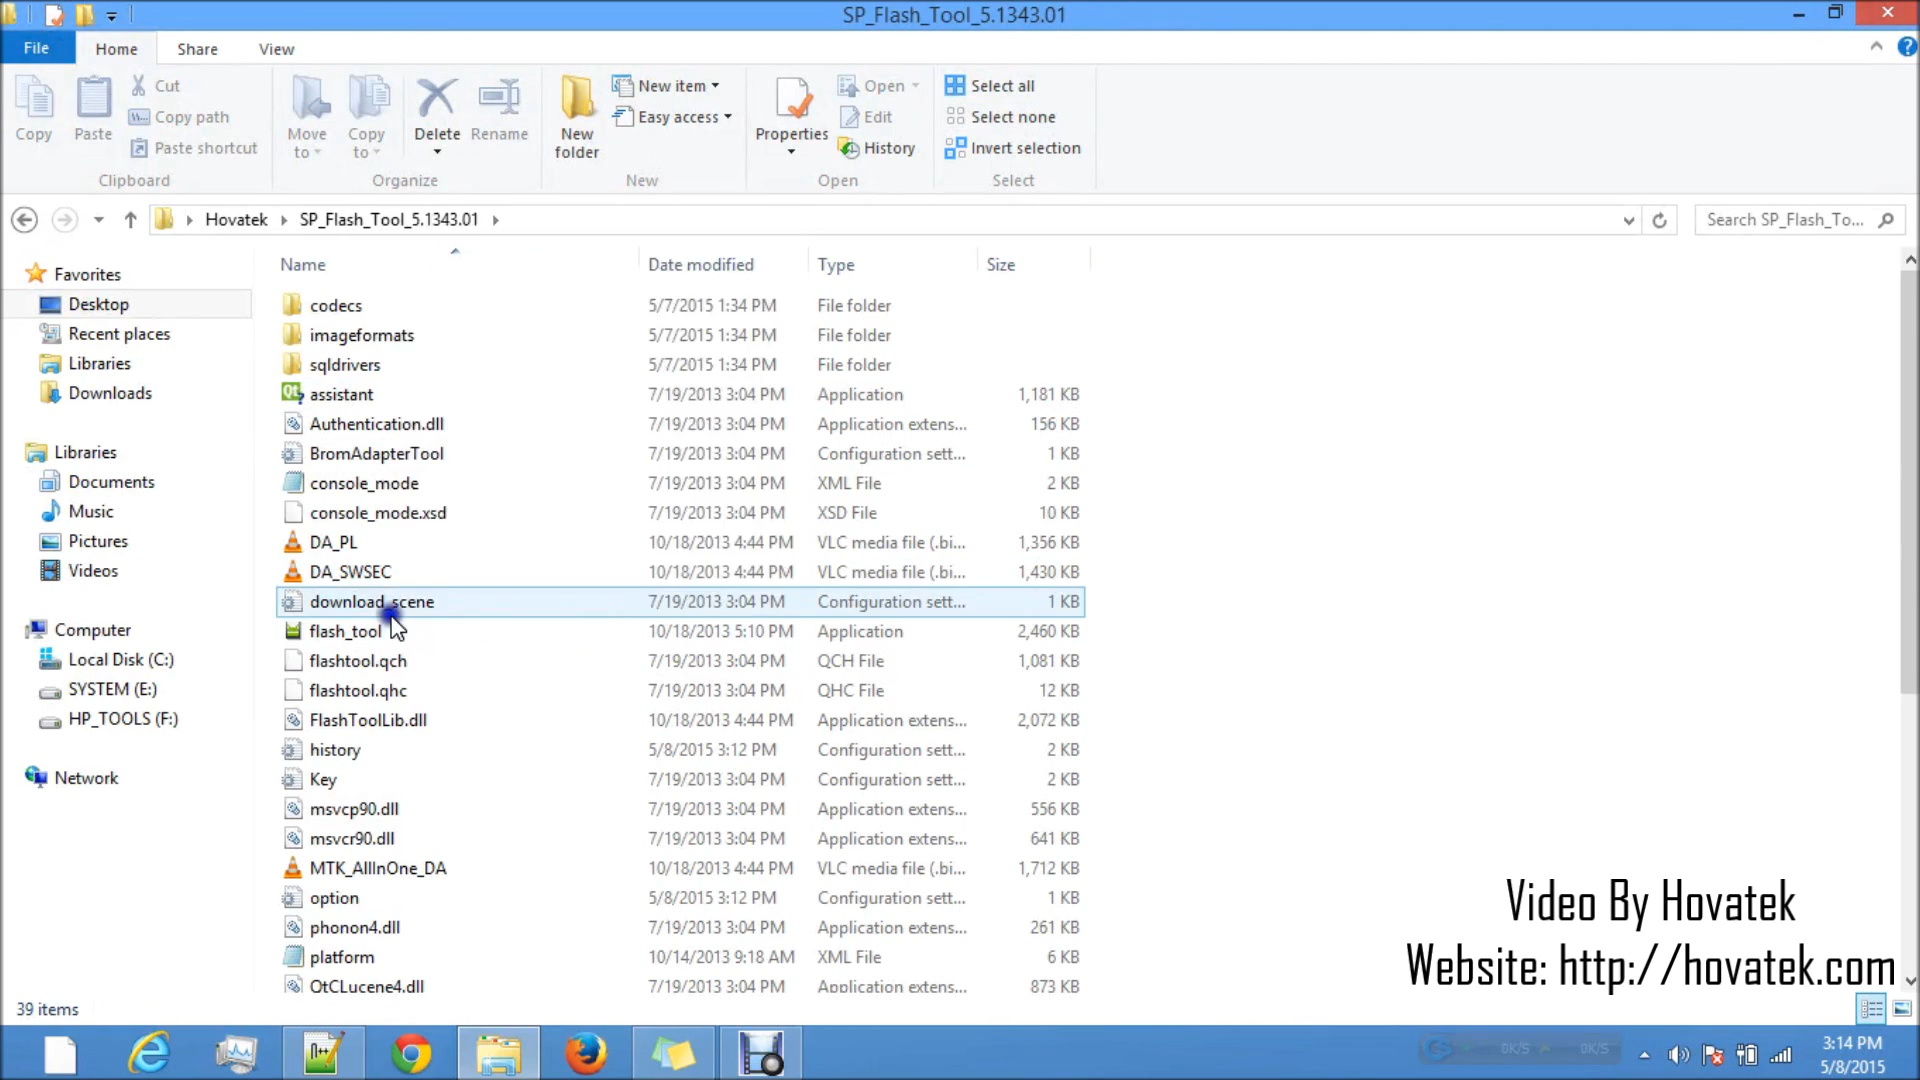 SP_Flash_Tool_5.1343.01
File Home Share View
Copy
Paste
Cut
Copy path
Paste shortcut
Clipboard
Move to
Copy to
Delete
Rename
Organize
New folder
New item
Easy access
New
Properties
Open
Edit
History
Open
Select all
Select none
Invert selection
Select
Hovatek SP_Flash_Tool_5.1343.01
Search SP_Flash_To...
Favorites
Desktop
Recent places
Libraries
Downloads
Libraries
Documents
Music
Pictures
Videos
Computer
Local Disk (C:)
SYSTEM (E:)
HP_TOOLS (F:)
Network
Name Date modified Type Size
codecs 5/7/2015 1:34 PM File folder
imageformats 5/7/2015 1:34 PM File folder
sqldrivers 5/7/2015 1:34 PM File folder
assistant 7/19/2013 3:04 PM Application 1,181 KB
Authentication.dll 7/19/2013 3:04 PM Application extens... 156 KB
BromAdapterTool 7/19/2013 3:04 PM Configuration sett... 1 KB
console_mode 7/19/2013 3:04 PM XML File 2 KB
console_mode.xsd 7/19/2013 3:04 PM XSD File 10 KB
DA_PL 10/18/2013 4:44 PM VLC media file (.bi... 1,356 KB
DA_SWSEC 10/18/2013 4:44 PM VLC media file (.bi... 1,430 KB
download_scene 7/19/2013 3:04 PM Configuration sett... 1 KB
flash_tool 10/18/2013 5:10 PM Application 2,460 KB
flashtool.qch 7/19/2013 3:04 PM QCH File 1,081 KB
flashtool.qhc 7/19/2013 3:04 PM QHC File 12 KB
FlashToolLib.dll 10/18/2013 4:44 PM Application extens... 2,072 KB
history 5/8/2015 3:12 PM Configuration sett... 2 KB
Key 7/19/2013 3:04 PM Configuration sett... 2 KB
msvcp90.dll 7/19/2013 3:04 PM Application extens... 556 KB
msvcr90.dll 7/19/2013 3:04 PM Application extens... 641 KB
MTK_AllInOne_DA 10/18/2013 4:44 PM VLC media file (.bi... 1,712 KB
option 5/8/2015 3:12 PM Configuration sett... 1 KB
phonon4.dll 7/19/2013 3:04 PM Application extens... 261 KB
platform 10/14/2013 9:18 AM XML File 6 KB
QtCLucene4.dll 7/19/2013 3:04 PM Application extens... 873 KB
Video By Hovatek
Website: http://hovatek.com
39 items
0K/S 0K/S
3:14 PM
5/8/2015